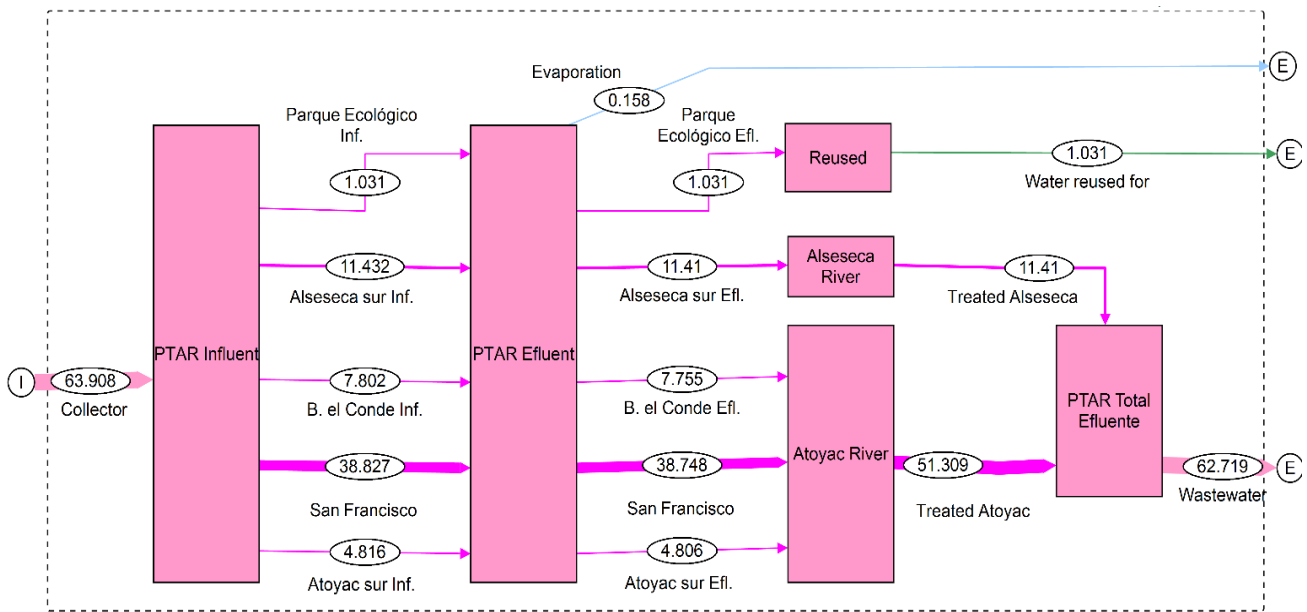 Evaporation
0.158
E
Parque Ecológico
Inf.
1.031
Parque
Ecológico Efl.
1.031
Reused
1.031
Water reused for
E
11.432
Alseseca sur Inf.
11.41
Alseseca sur Efl.
Alseseca
River
11.41
Treated Alseseca
PTAR Influent
PTAR Efluent
I
63.908
Collector
7.802
B. el Conde Inf.
7.755
B. el Conde Efl.
PTAR Total
Efluente
38.827
San Francisco
38.748
San Francisco
Atoyac River
51.309
Treated Atoyac
62.719
Wastewater
E
4.816
Atoyac sur Inf.
4.806
Atoyac sur Efl.